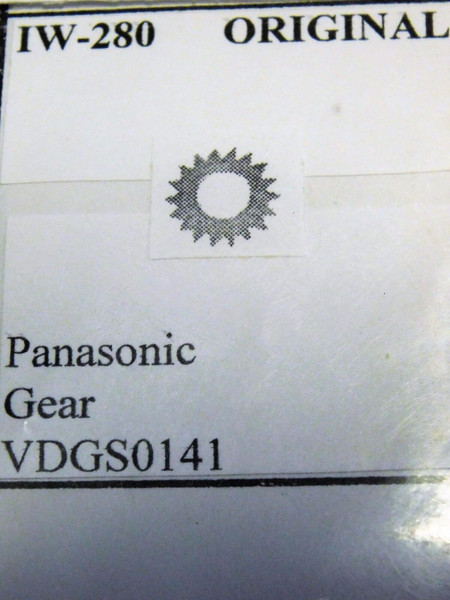 IW-280 ORIGINAL
Panasonic
Gear
VDGS0141